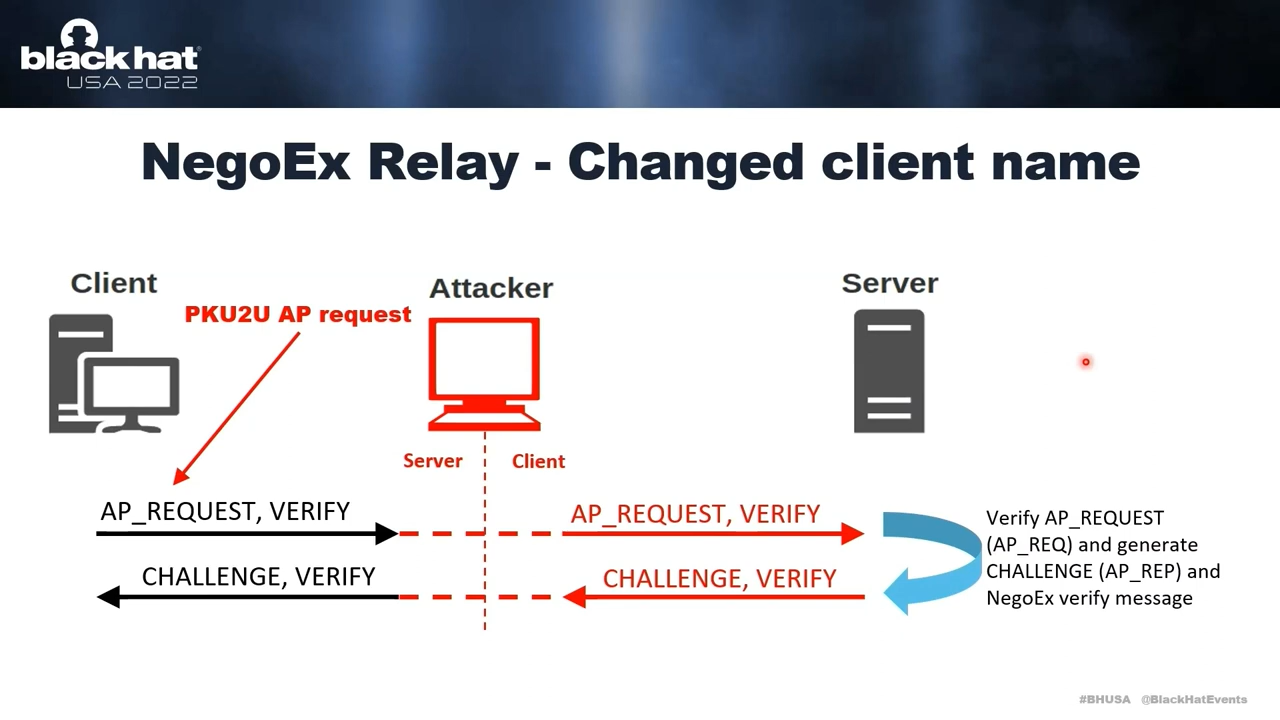 black hat
USA 2022
NegoEx Relay - Changed client name
Client
Attacker
Server
PKU2U AP request
Server
Client
AP_REQUEST, VERIFY
AP_REQUEST, VERIFY
CHALLENGE, VERIFY
CHALLENGE, VERIFY
Verify AP_REQUEST
(AP_REQ) and generate
CHALLENGE (AP_REP) and
NegoEx verify message
#BHUSA @BlackHatEvents